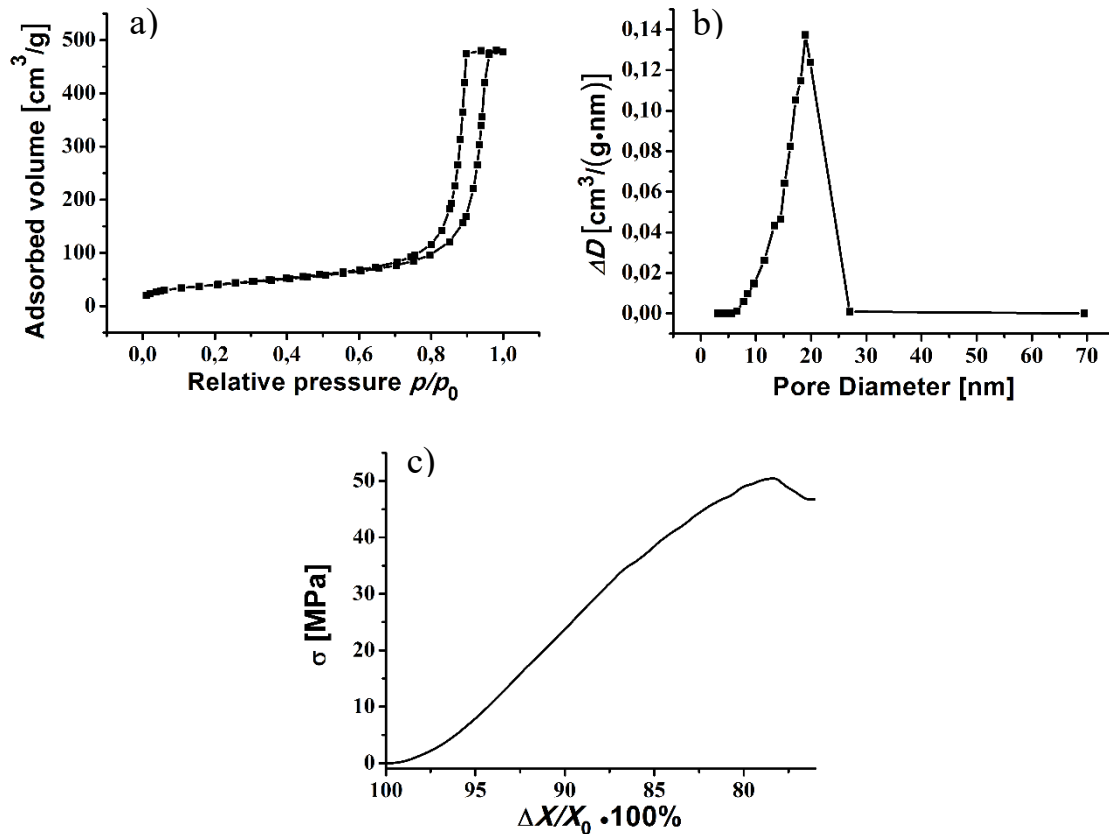 a)
Adsorbed volume [cm³/g]
500
400
300
200
100
0
0,0 0,2 0,4 0,6 0,8 1,0
Relative pressure p/p₀
b)
ΔD [cm³/(g•nm)]
0,14
0,12
0,10
0,08
0,06
0,04
0,02
0,00
0 10 20 30 40 50 60 70
Pore Diameter [nm]
c)
σ [MPa]
50
40
30
20
10
0
100 95 90 85 80
ΔX/X₀ •100%